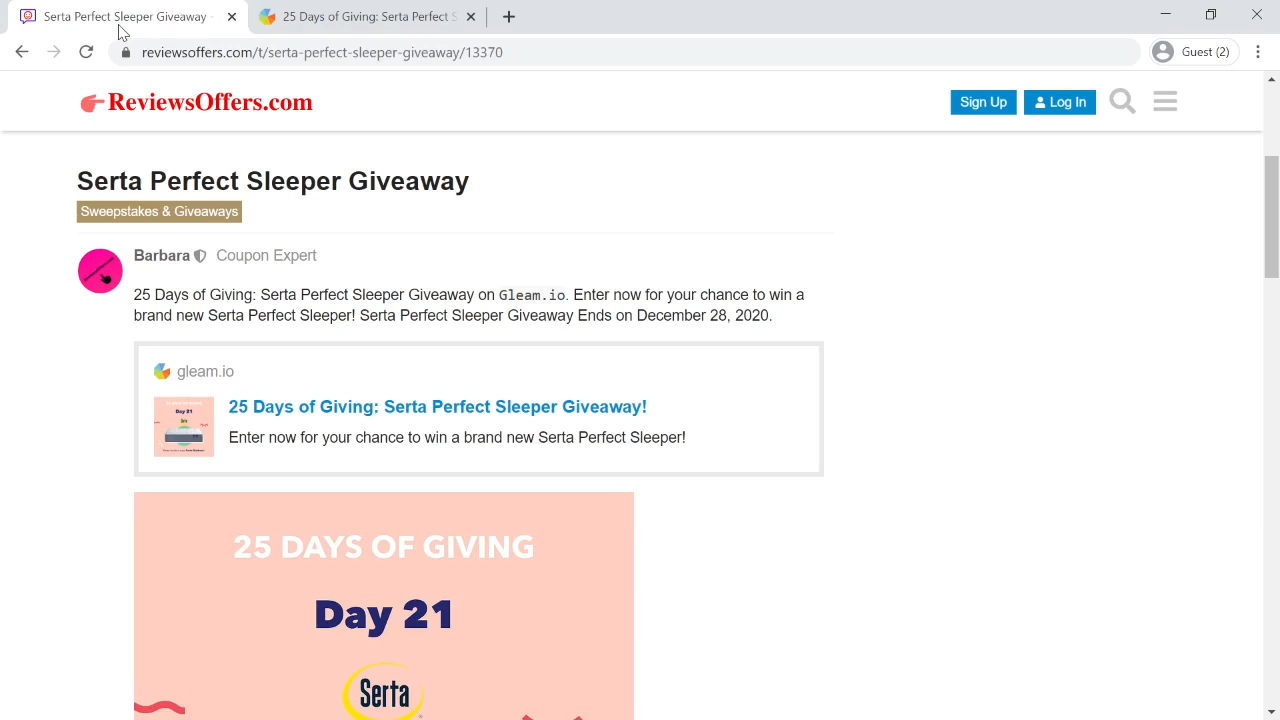 Serta Perfect Sleeper Giveaway -
25 Days of Giving: Serta Perfect S
reviewsoffers.com/t/serta-perfect-sleeper-giveaway/13370
Guest (2)
ReviewsOffers.com
Sign Up
Log In
Serta Perfect Sleeper Giveaway
Sweepstakes & Giveaways
Barbara Coupon Expert
25 Days of Giving: Serta Perfect Sleeper Giveaway on Gleam.io. Enter now for your chance to win a
brand new Serta Perfect Sleeper! Serta Perfect Sleeper Giveaway Ends on December 28, 2020.
gleam.io
Day 21
25 Days of Giving: Serta Perfect Sleeper Giveaway!
Enter now for your chance to win a brand new Serta Perfect Sleeper!
25 DAYS OF GIVING
Day 21
Serta